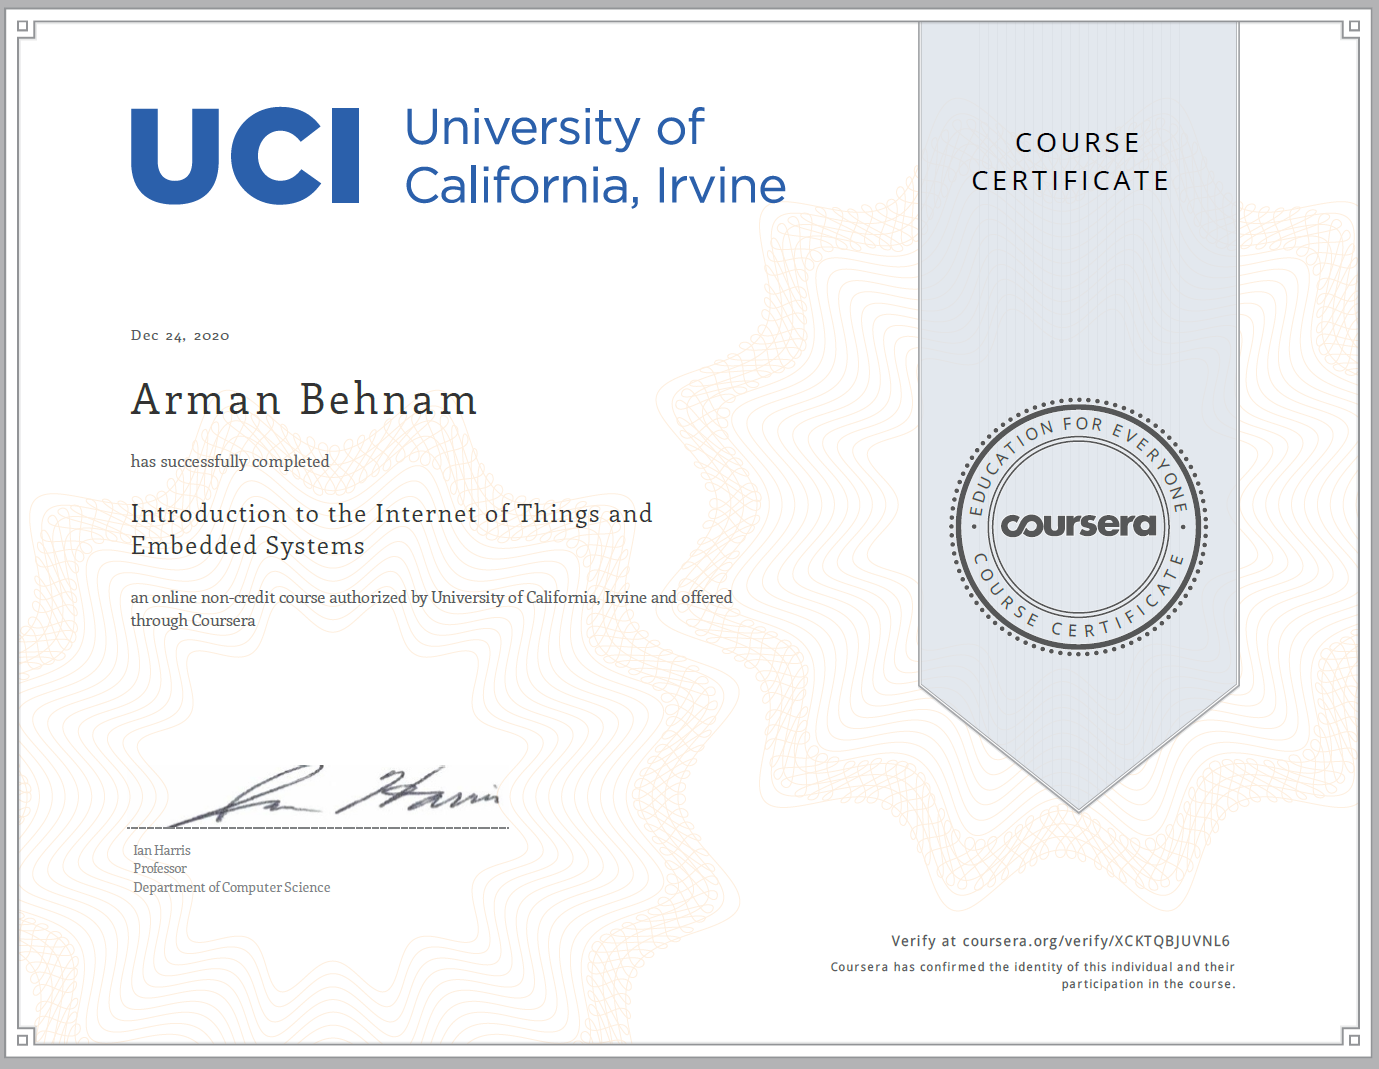 UCI
University of
California, Irvine
COURSE
CERTIFICATE
Dec 24, 2020
Arman Behnam
has successfully completed
Introduction to the Internet of Things and
Embedded Systems
an online non-credit course authorized by University of California, Irvine and offered
through Coursera
EDUCATION FOR EVERYONE
coursera
COURSE CERTIFICATE
Ian Harris
Ian Harris
Professor
Department of Computer Science
Verify at coursera.org/verify/XCKTQBJUVNL6
Coursera has confirmed the identity of this individual and their
participation in the course.